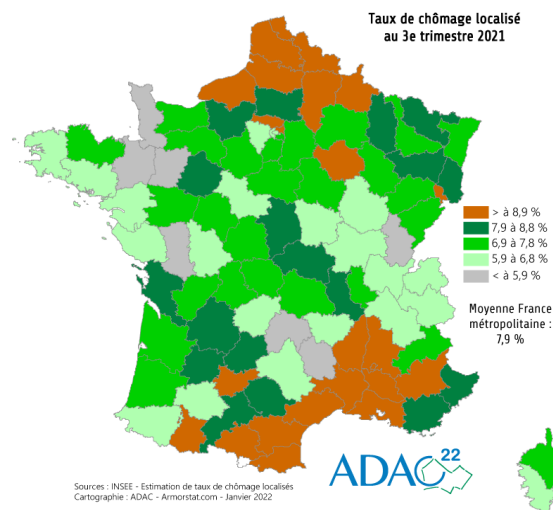 Taux de chômage localisé
au 3e trimestre 2021
> à 8,9 %
7,9 à 8,8 %
6,9 à 7,8 %
5,9 à 6,8 %
< à 5,9 %
Moyenne France
métropolitaine :
7,9 %
ADAC 22
Sources : INSEE - Estimation de taux de chômage localisés
Cartographie : ADAC - Armorstat.com - Janvier 2022